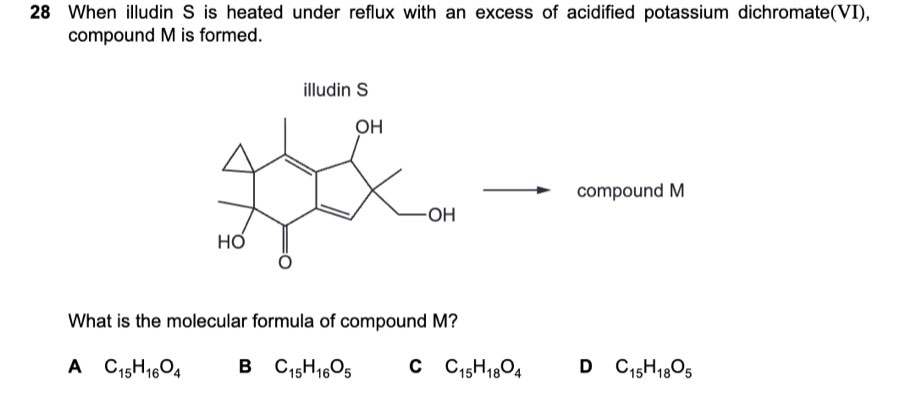 28 When illudin S is heated under reflux with an excess of acidified potassium dichromate(VI),
compound M is formed.
illudin S
OH
OH
HO
O
compound M
What is the molecular formula of compound M?
A C₁₅H₁₆O₄ B C₁₅H₁₆O₅ C C₁₅H₁₈O₄ D C₁₅H₁₈O₅